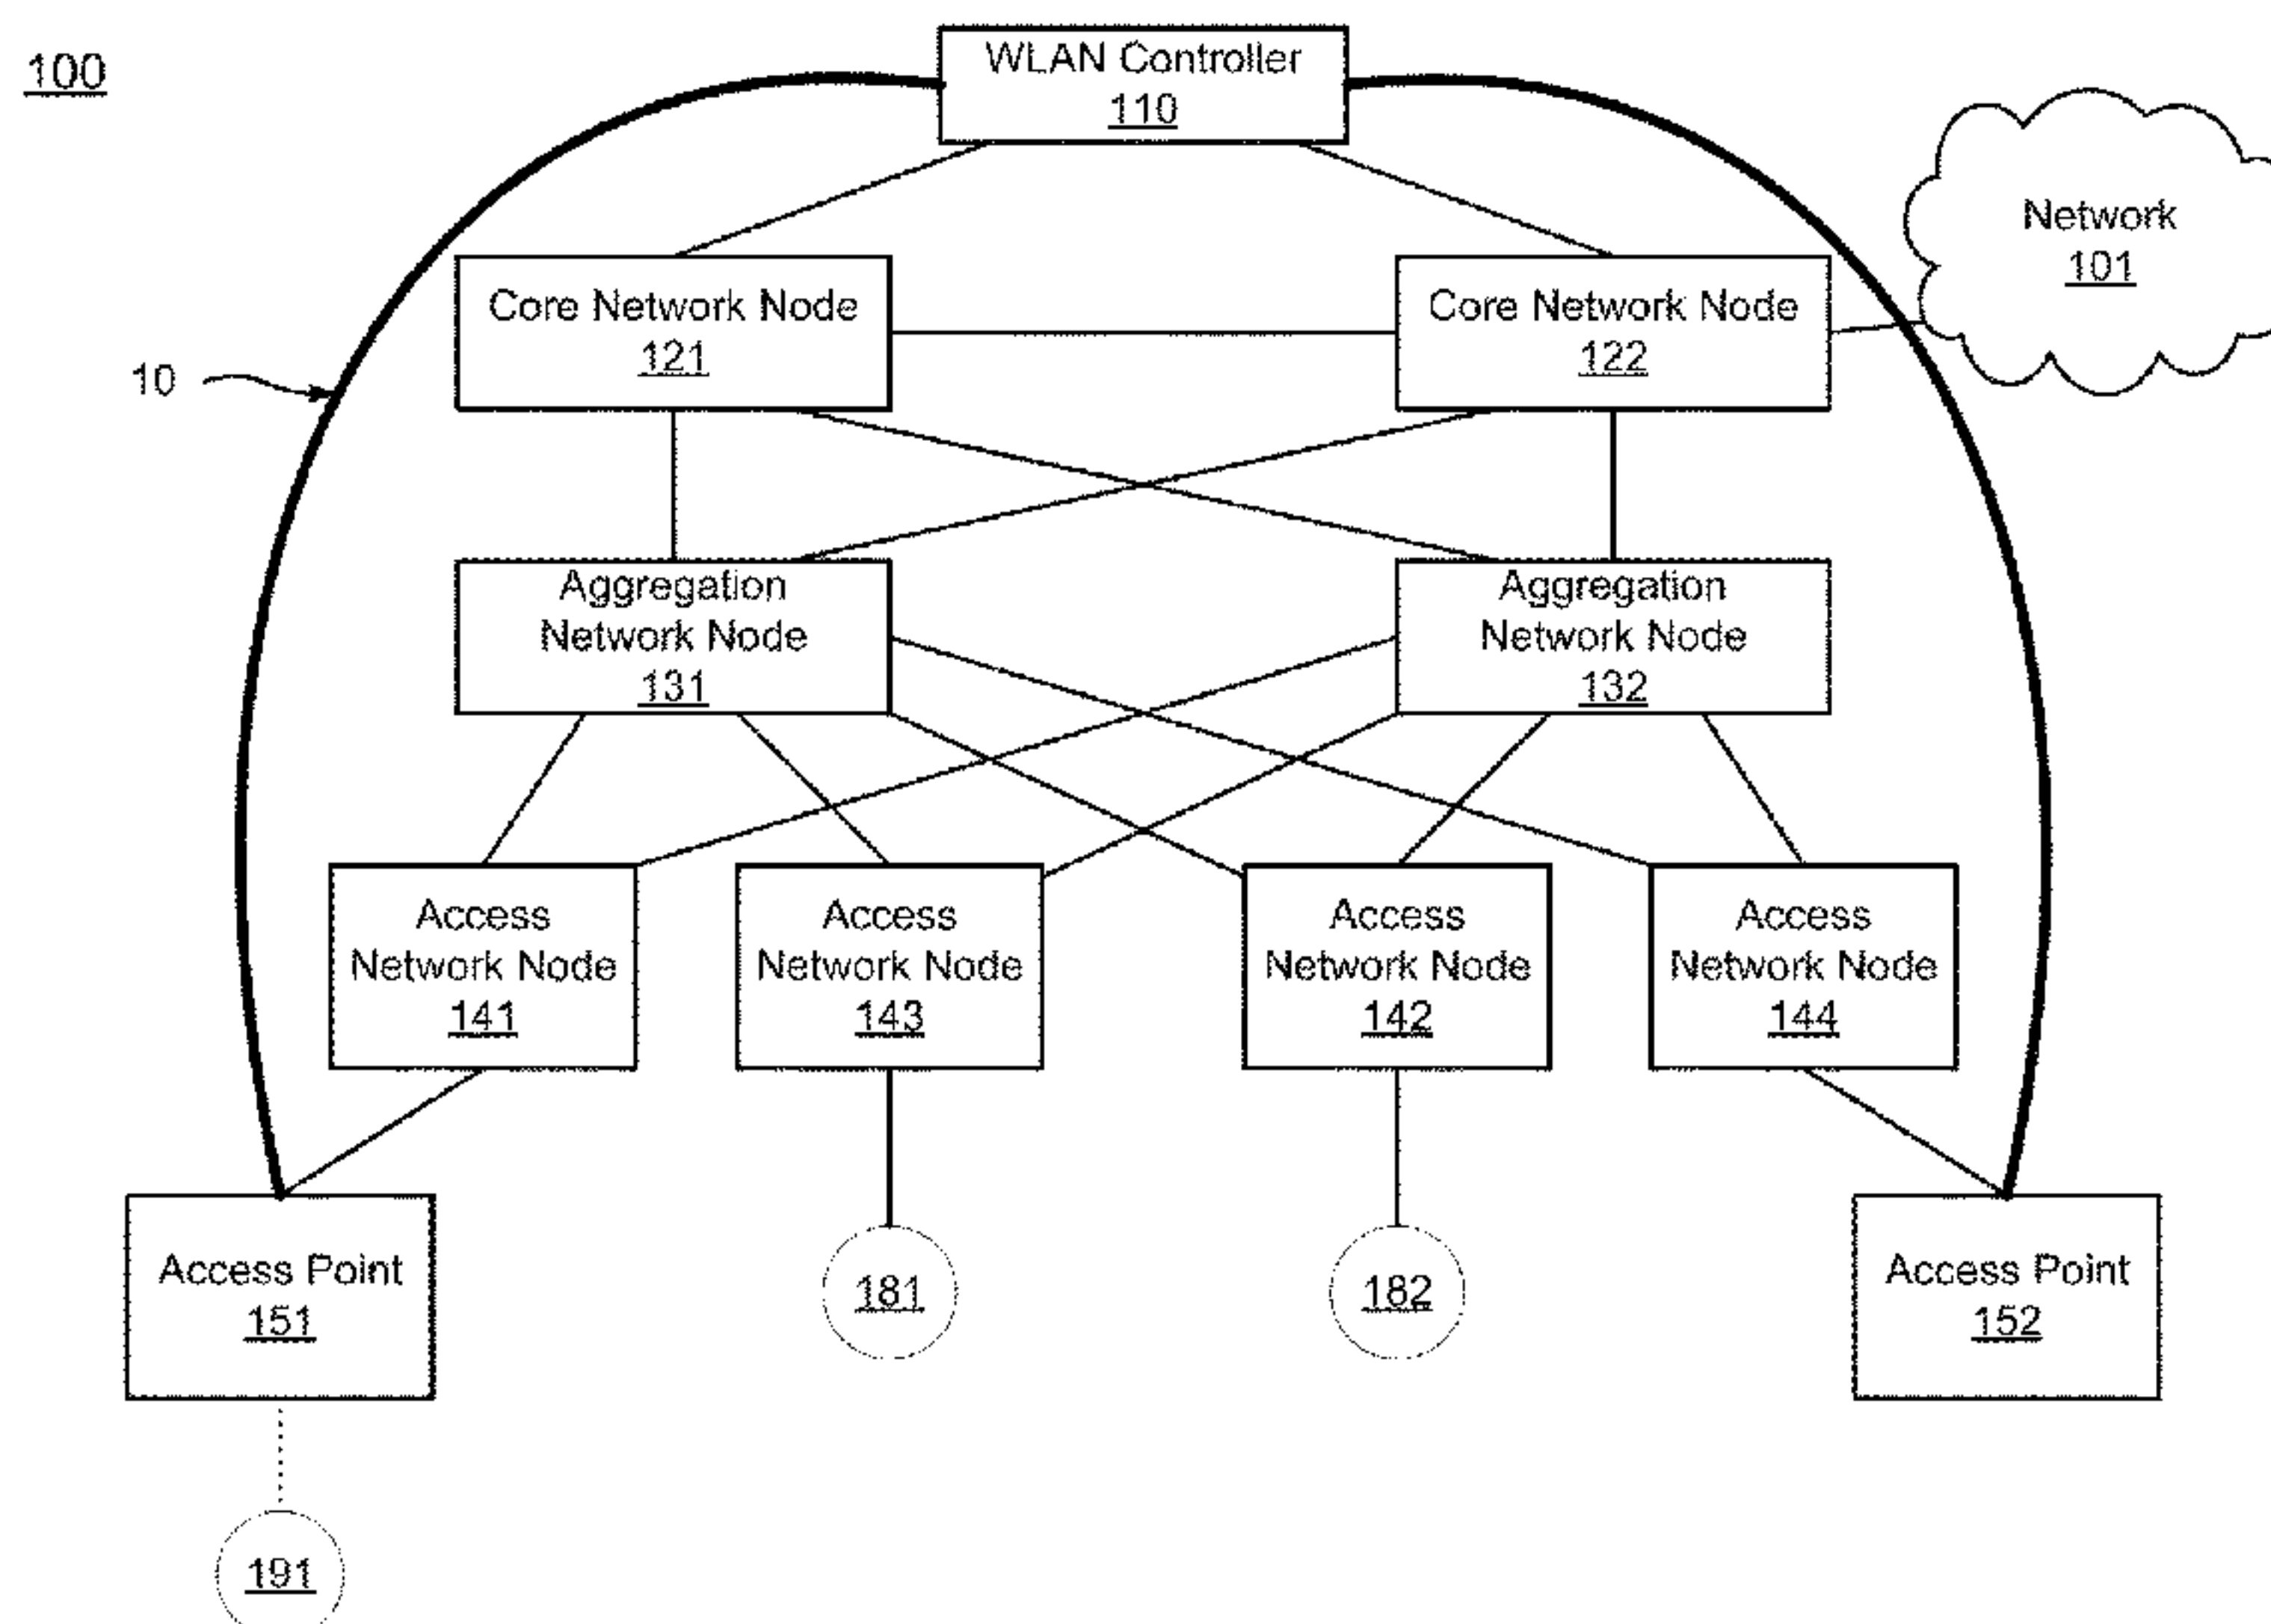 100
WLAN Controller
110
Network
101
Core Network Node
121
Core Network Node
122
10
Aggregation
Network Node
131
Aggregation
Network Node
132
Access
Network Node
141
Access
Network Node
143
Access
Network Node
142
Access
Network Node
144
Access Point
151
181
182
Access Point
152
191